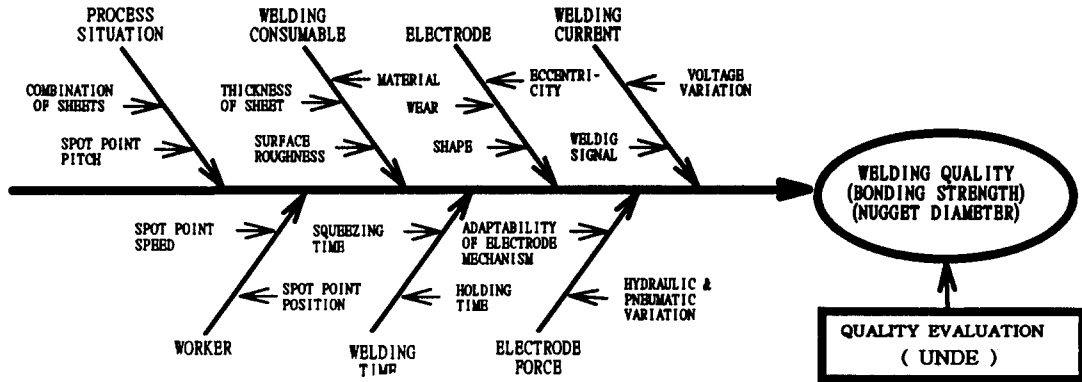 PROCESS
SITUATION
WELDING
CONSUMABLE
ELECTRODE
WELDING
CURRENT
COMBINATION
OF SHEETS
SPOT POINT
PITCH
THICKNESS
OF SHEET
MATERIAL
SURFACE
ROUGHNESS
ECCENTRI-
CITY
WEAR
SHAPE
VOLTAGE
VARIATION
WELDIG
SIGNAL
WELDING QUALITY
(BONDING STRENGTH)
(NUGGET DIAMETER)
SPOT POINT
SPEED
SPOT POINT
POSITION
WORKER
SQUEEZING
TIME
HOLDING
TIME
WELDING
TIME
ADAPTABILITY
OF ELECTRODE
MECHANISM
HYDRAULIC &
PNEUMATIC
VARIATION
ELECTRODE
FORCE
QUALITY EVALUATION
( UNDE )